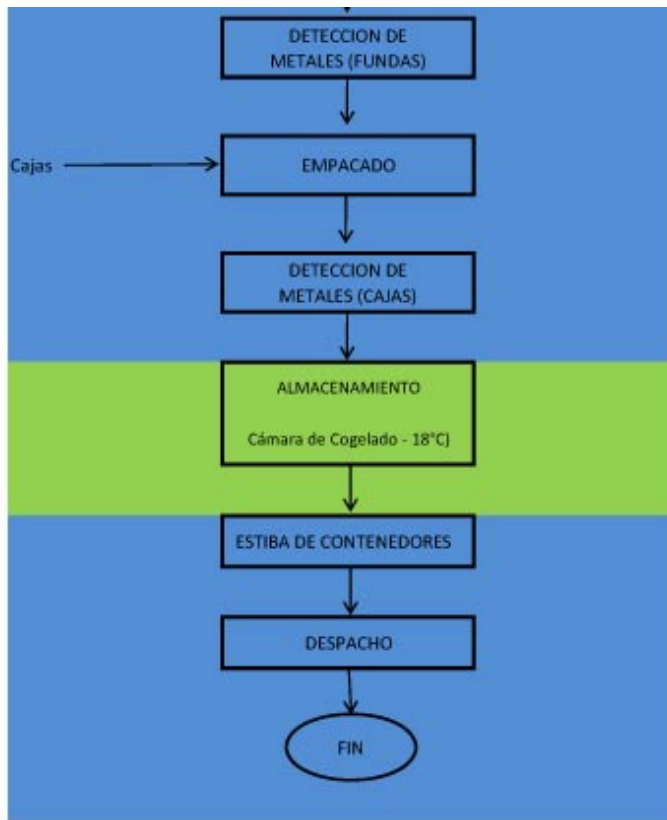 DETECCION DE
METALES (FUNDAS)
Cajas
EMPACADO
DETECCION DE
METALES (CAJAS)
ALMACENAMIENTO
Cámara de Cogelado - 18°C)
ESTIBA DE CONTENEDORES
DESPACHO
FIN